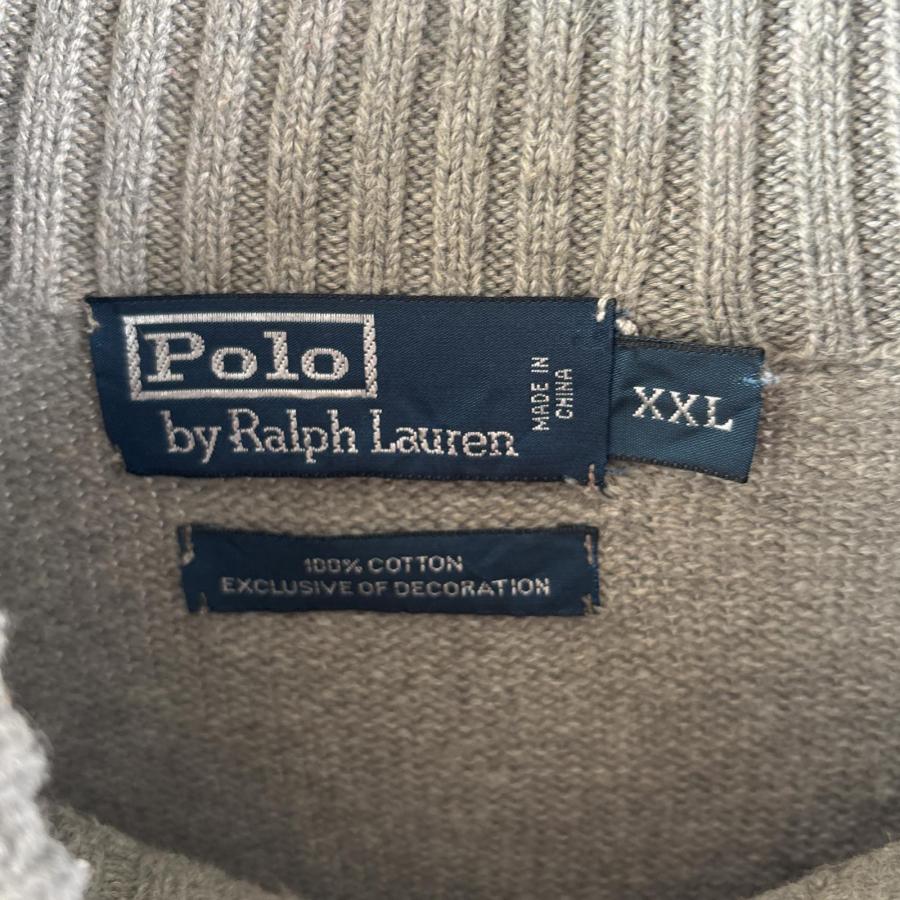 Polo
by Ralph Lauren
MADE IN
CHINA
XXL
100% COTTON
EXCLUSIVE OF DECORATION